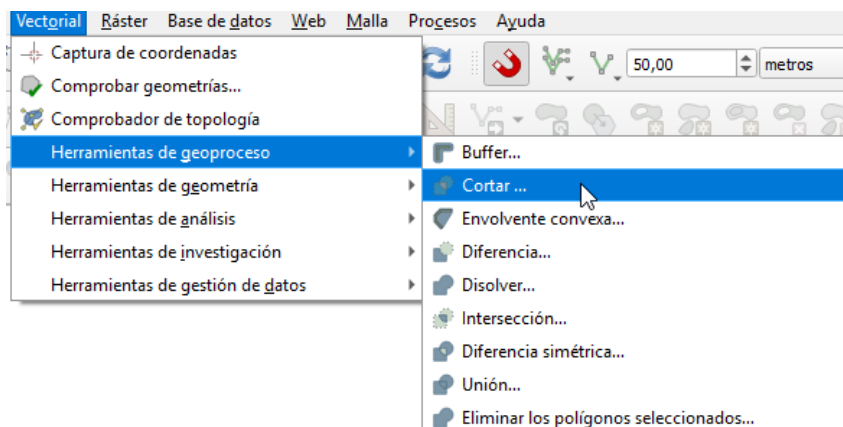 Vectorial Ráster Base de datos Web Malla Procesos Ayuda
Captura de coordenadas
50,00 metros
Comprobar geometrías...
Comprobador de topología
Herramientas de geoproceso
Buffer...
Herramientas de geometría
Cortar ...
Herramientas de análisis
Envolvente convexa...
Herramientas de investigación
Diferencia...
Herramientas de gestión de datos
Disolver...
Intersección...
Diferencia simétrica...
Unión...
Eliminar los polígonos seleccionados...